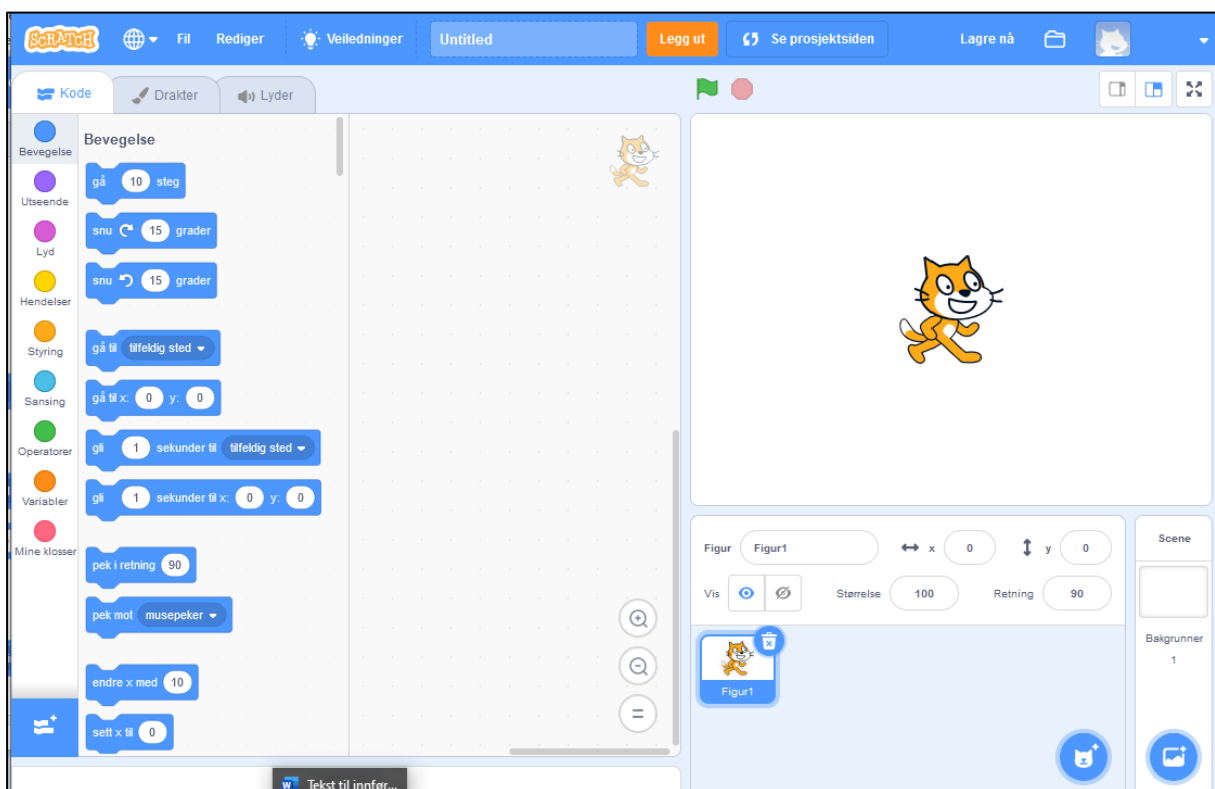 SCRATCH Fil Rediger Veiledninger Untitled Legg ut Se prosjektsiden Lagre nå
Kode Drakter Lyder
Bevegelse
Utseende
Lyd
Hendelser
Styring
Sansing
Operatorer
Variabler
Mine klosser
Bevegelse
gå 10 steg
snu 15 grader
snu 15 grader
gå til tilfeldig sted
gå til x: 0 y: 0
gli 1 sekunder til tilfeldig sted
gli 1 sekunder til x: 0 y: 0
pek i retning 90
pek mot musepeker
endre x med 10
sett x til 0
Figur Figur1 x 0 y 0
Vis Størrelse 100 Retning 90
Figur1
Scene
Bakgrunner
1
Tekst til innfør...